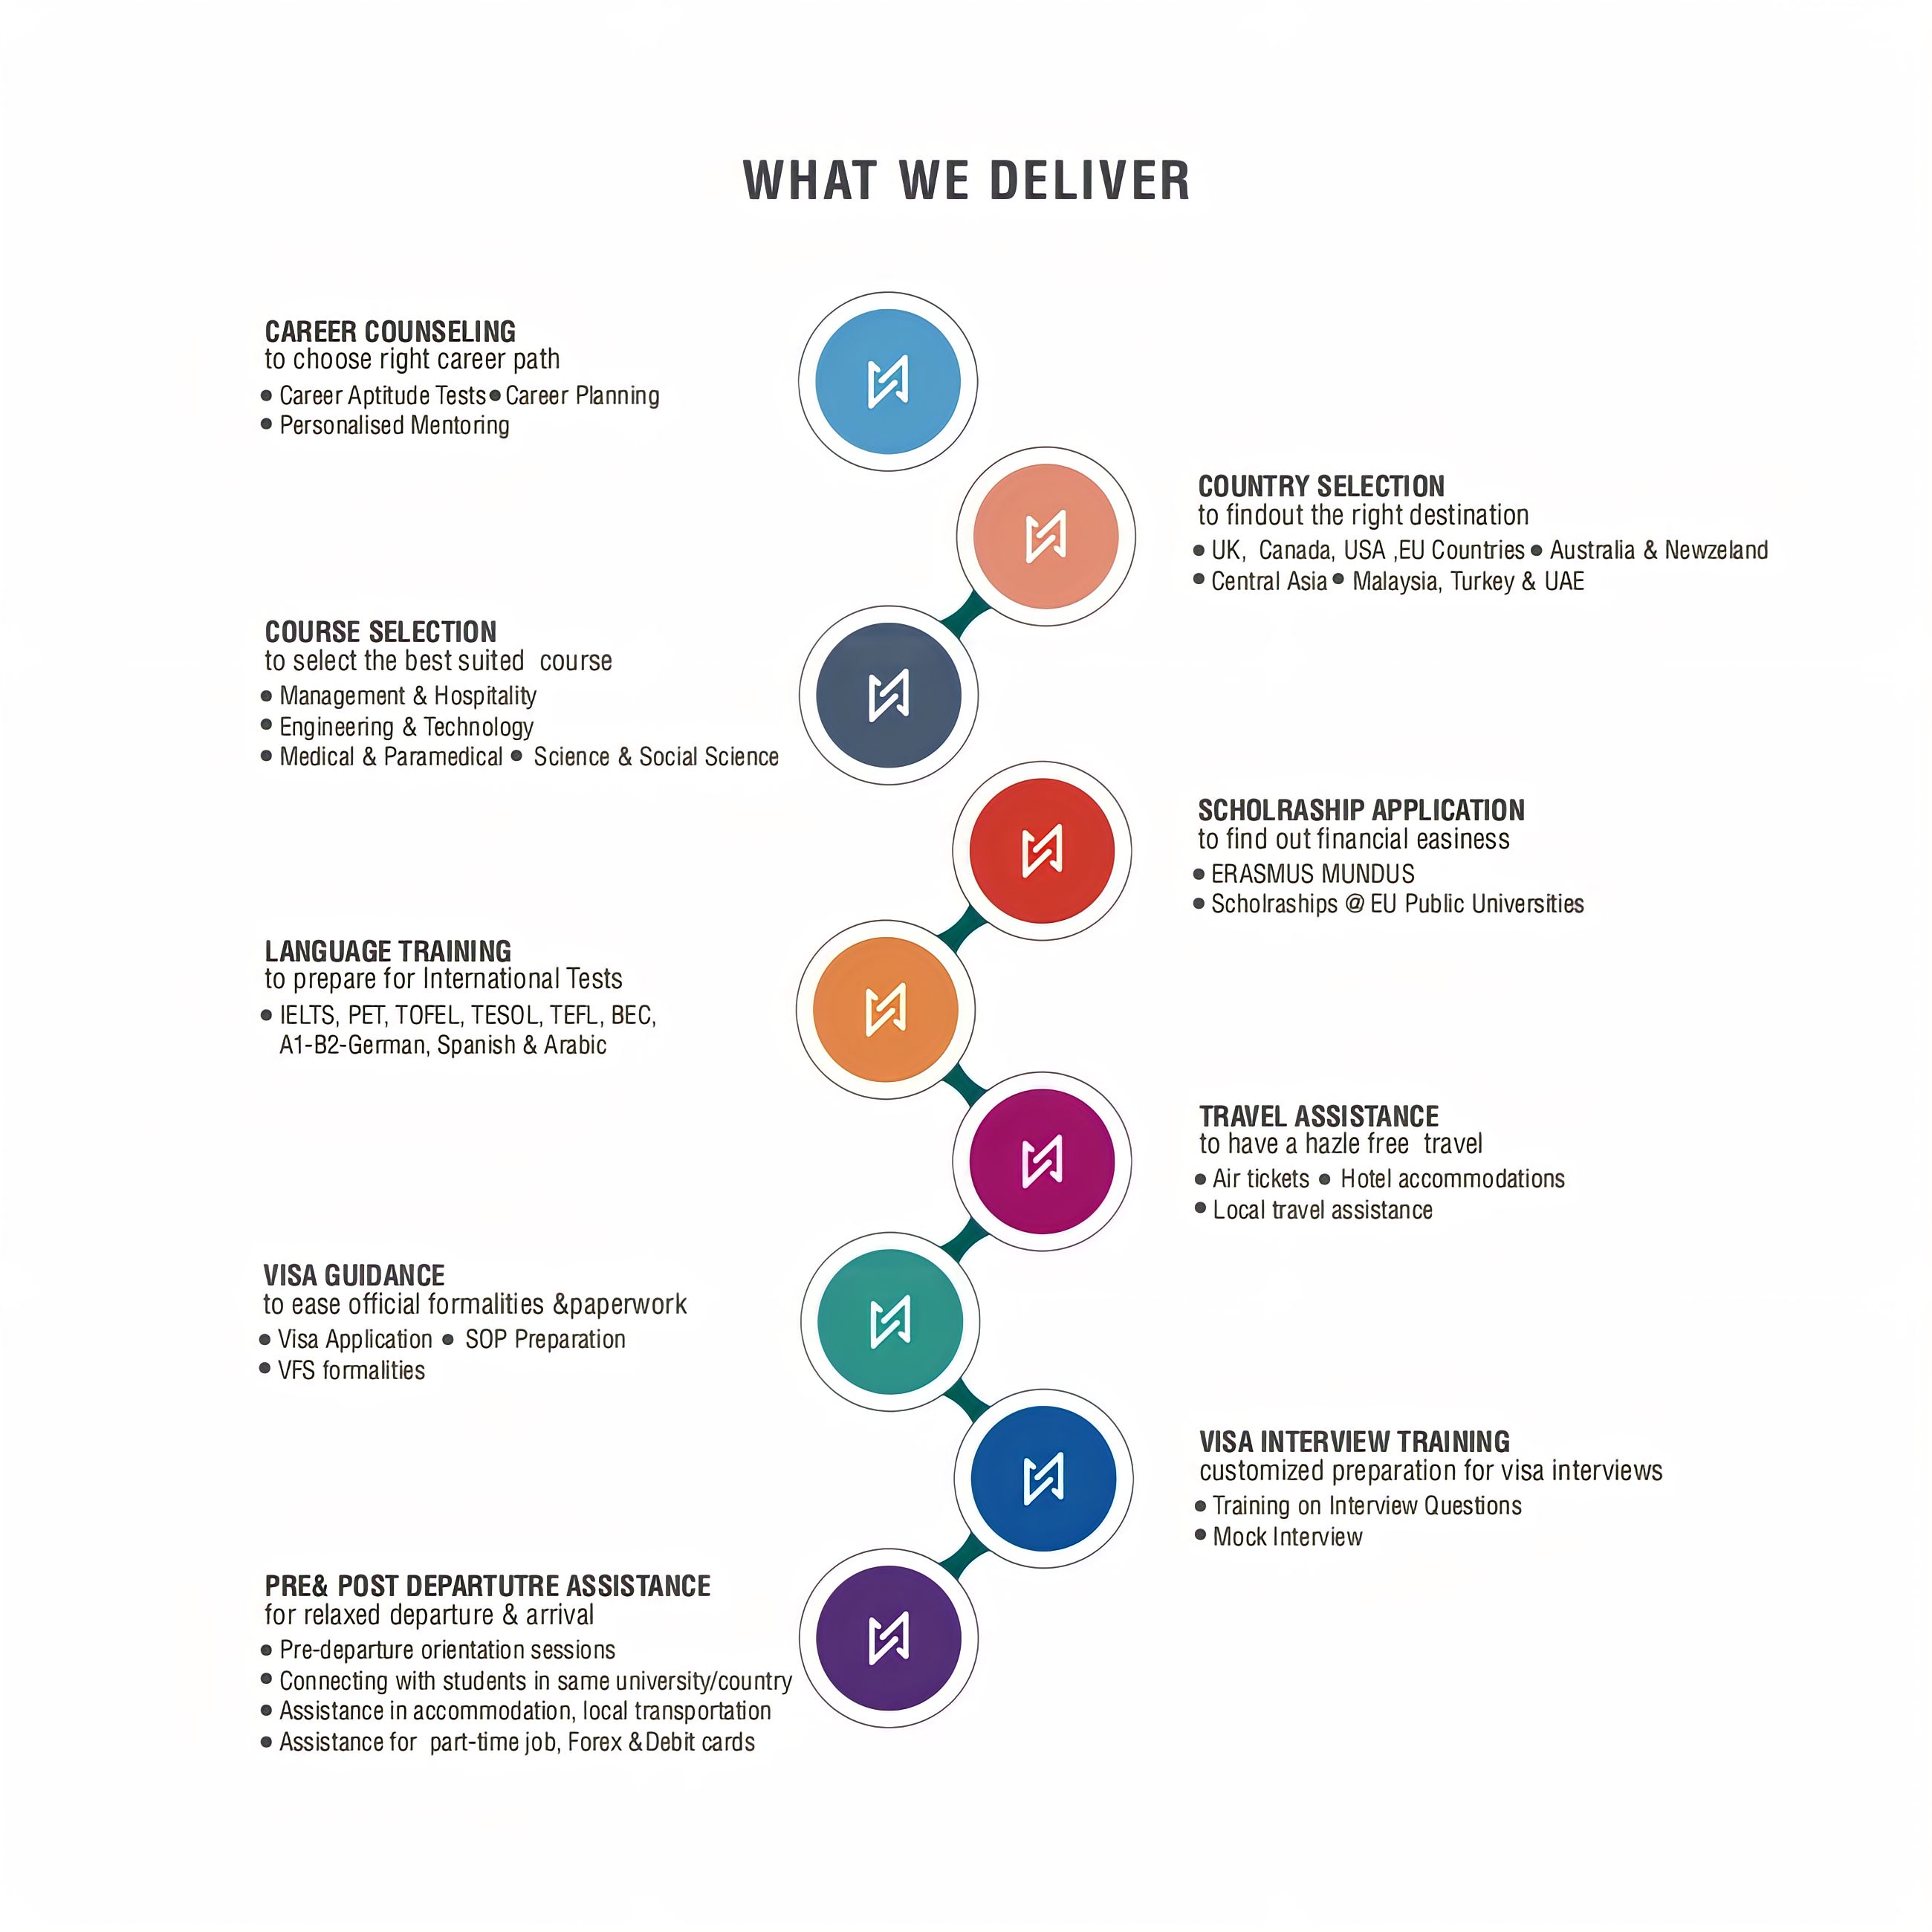 WHAT WE DELIVER
CAREER COUNSELING
to choose right career path
• Career Aptitude Tests • Career Planning
• Personalised Mentoring
COUNTRY SELECTION
to findout the right destination
• UK, Canada, USA ,EU Countries • Australia & Newzeland
• Central Asia • Malaysia, Turkey & UAE
COURSE SELECTION
to select the best suited course
• Management & Hospitality
• Engineering & Technology
• Medical & Paramedical • Science & Social Science
SCHOLRASHIP APPLICATION
to find out financial easiness
• ERASMUS MUNDUS
• Scholraships @ EU Public Universities
LANGUAGE TRAINING
to prepare for International Tests
• IELTS, PET, TOFEL, TESOL, TEFL, BEC,
A1-B2-German, Spanish & Arabic
TRAVEL ASSISTANCE
to have a hazle free travel
• Air tickets • Hotel accommodations
• Local travel assistance
VISA GUIDANCE
to ease official formalities &paperwork
• Visa Application • SOP Preparation
• VFS formalities
VISA INTERVIEW TRAINING
customized preparation for visa interviews
• Training on Interview Questions
• Mock Interview
PRE& POST DEPARTUTRE ASSISTANCE
for relaxed departure & arrival
• Pre-departure orientation sessions
• Connecting with students in same university/country
• Assistance in accommodation, local transportation
• Assistance for part-time job, Forex &Debit cards